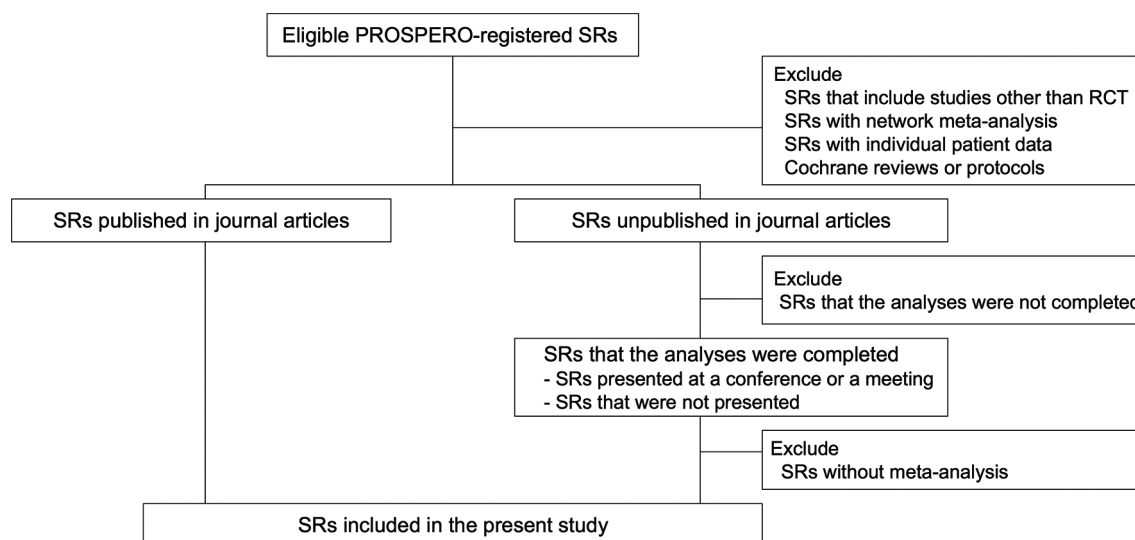 Eligible PROSPERO-registered SRs
Exclude
SRs that include studies other than RCT
SRs with network meta-analysis
SRs with individual patient data
Cochrane reviews or protocols
SRs published in journal articles
SRs unpublished in journal articles
Exclude
SRs that the analyses were not completed
SRs that the analyses were completed
- SRs presented at a conference or a meeting
- SRs that were not presented
Exclude
SRs without meta-analysis
SRs included in the present study